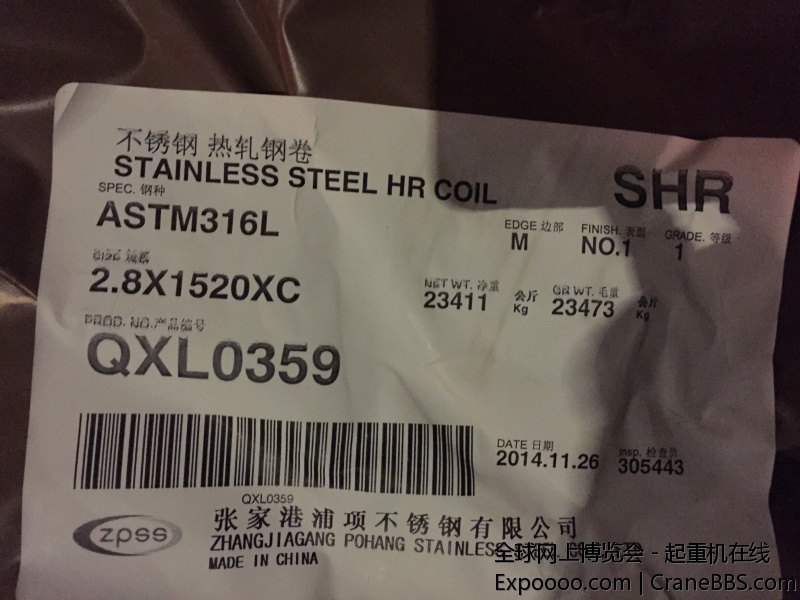 不锈钢 热轧钢卷
STAINLESS STEEL HR COIL
SHR
SPEC. 钢种
ASTM316L
EDGE 边部 FINISH. 表面 GRADE. 等级
M NO.1 1
SIZE 规格
2.8X1520XC
NET WT. 净重 GR WT. 毛重
23411 公斤 Kg 23473 公斤 Kg
PROD. NO.产品编号
QXL0359
DATE 日期 Insp. 检查员
2014.11.26 305443
QXL0359
zpss
张家港浦项不锈钢有限公司
ZHANGJIAGANG POHANG STAINLESS
MADE IN CHINA
全球网上博览会 - 起重机在线
Expoooo.com | CraneBBS.com